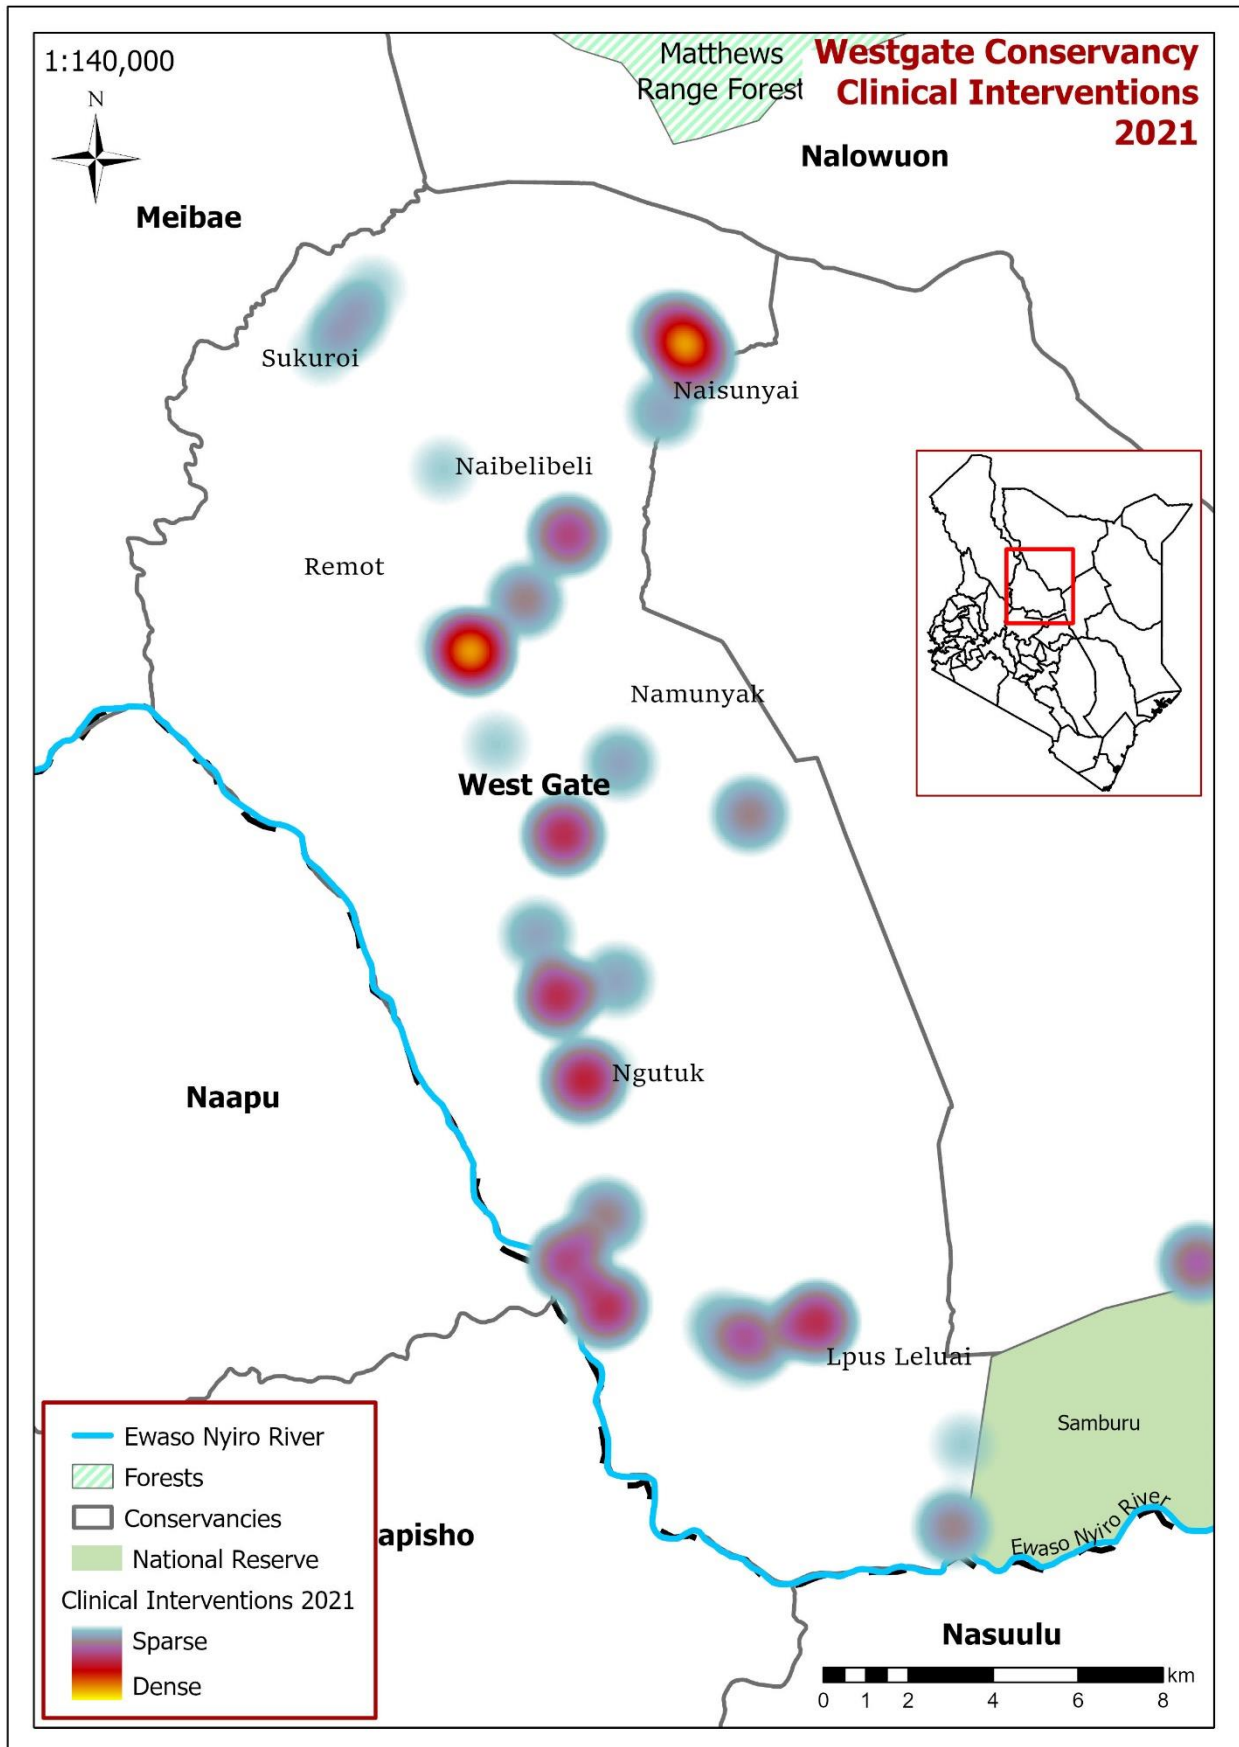 1:140,000
Matthews
Range Forest
Westgate Conservancy
Clinical Interventions
2021
N
Nalowuon
Meibae
Sukuroi
Naisunyai
Naibelibeli
Remot
Namunyak
West Gate
Ngutuk
Naapu
Lpus Leluai
Samburu
Ewaso Nyiro River
apisho
Nasuulu
Ewaso Nyiro River
Forests
Conservancies
National Reserve
Clinical Interventions 2021
Sparse
Dense
km
0 1 2 4 6 8